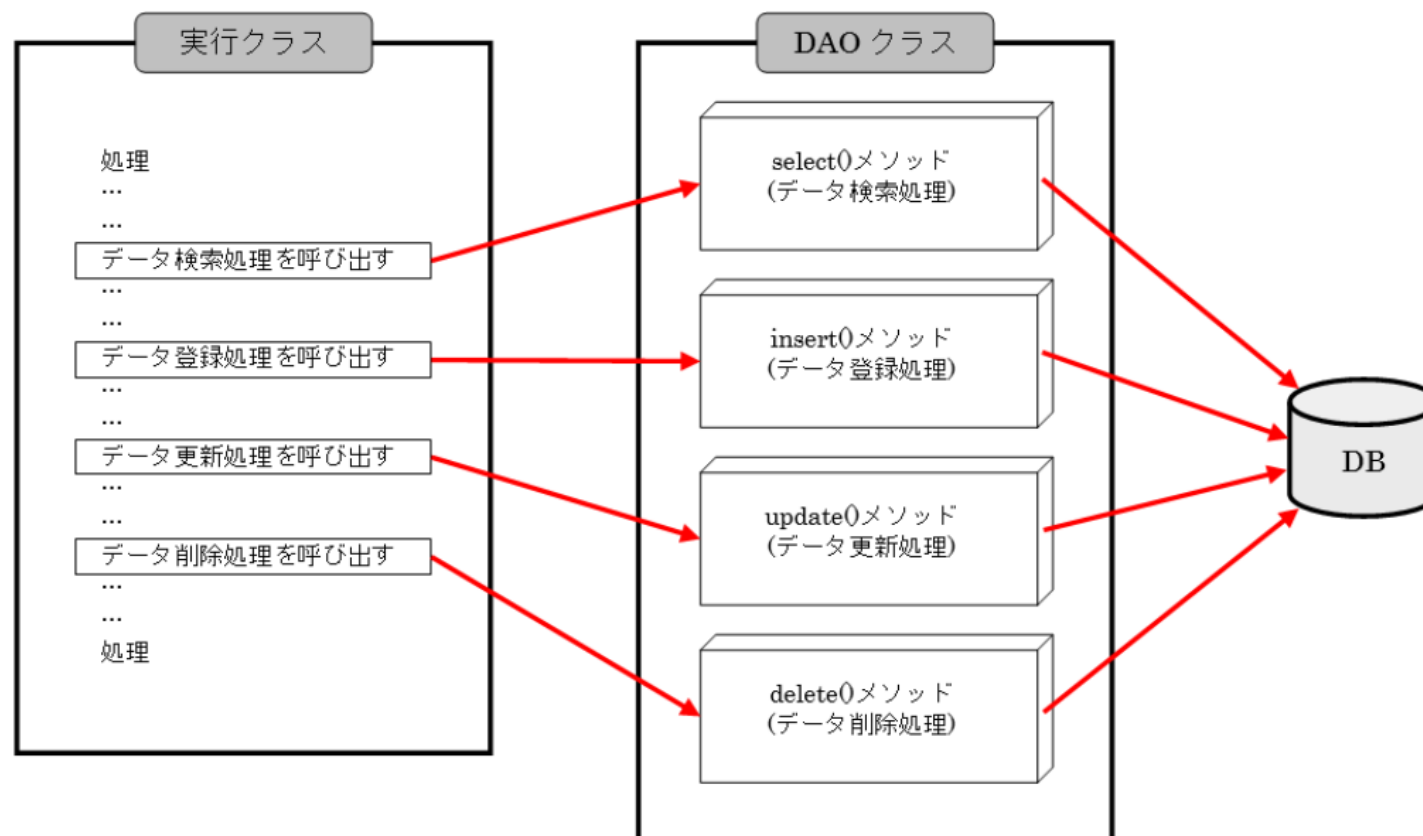 実行クラス
処理
…
…
データ検索処理を呼び出す
…
…
データ登録処理を呼び出す
…
…
データ更新処理を呼び出す
…
…
データ削除処理を呼び出す
…
…
処理
DAO クラス
select()メソッド
(データ検索処理)
insert()メソッド
(データ登録処理)
update()メソッド
(データ更新処理)
delete()メソッド
(データ削除処理)
DB